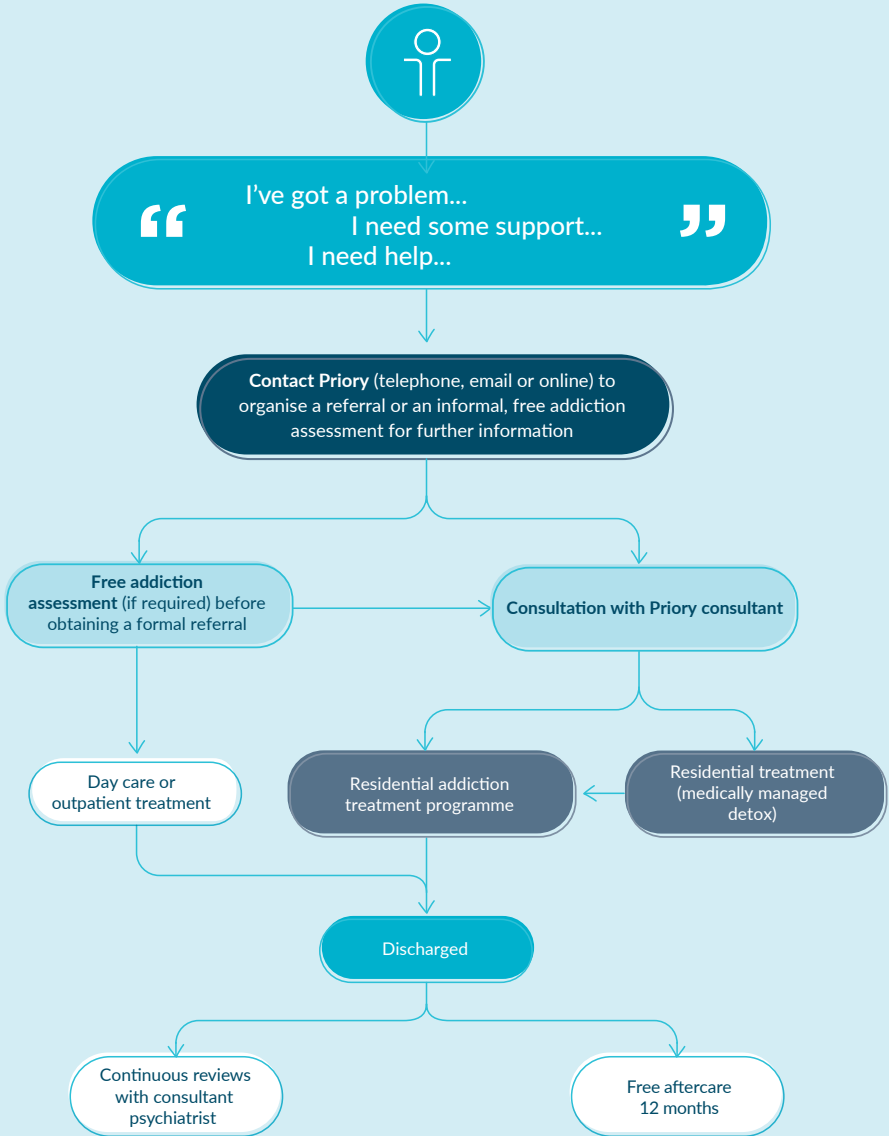 “
I’ve got a problem...
I need some support...
I need help...
”
Contact Priory (telephone, email or online) to
organise a referral or an informal, free addiction
assessment for further information
Free addiction
assessment (if required) before
obtaining a formal referral
Consultation with Priory consultant
Day care or
outpatient treatment
Residential addiction
treatment programme
Residential treatment
(medically managed
detox)
Discharged
Continuous reviews
with consultant
psychiatrist
Free aftercare
12 months